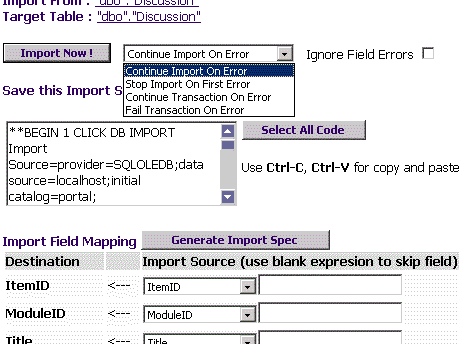 Import From : "dbo"."Discussion"
Target Table : "dbo"."Discussion"
Import Now !
Continue Import On Error
Ignore Field Errors
Continue Import On Error
Stop Import On First Error
Continue Transaction On Error
Fail Transaction On Error
Save this Import S
**BEGIN 1 CLICK DB IMPORT
Import
Source=provider=SQLOLEDB;data
source=localhost;initial
catalog=portal;
Select All Code
Use Ctrl-C, Ctrl-V for copy and paste
Import Field Mapping
Generate Import Spec
Destination Import Source (use blank expresion to skip field)
ItemID <--- ItemID
ModuleID <--- ModuleID
Title <--- Title